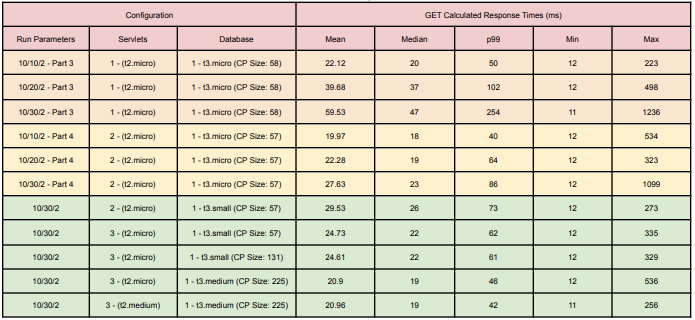 Configuration GET Calculated Response Times (ms)
Run Parameters Servlets Database Mean Median p99 Min Max
10/10/2 - Part 3 1 - (t2.micro) 1 - t3.micro (CP Size: 58) 22.12 20 50 12 223
10/20/2 - Part 3 1 - (t2.micro) 1 - t3.micro (CP Size: 58) 39.68 37 102 12 498
10/30/2 - Part 3 1 - (t2.micro) 1 - t3.micro (CP Size: 58) 59.53 47 254 11 1236
10/10/2 - Part 4 2 - (t2.micro) 1 - t3.micro (CP Size: 57) 19.97 18 40 12 534
10/20/2 - Part 4 2 - (t2.micro) 1 - t3.micro (CP Size: 57) 22.28 19 64 12 323
10/30/2 - Part 4 2 - (t2.micro) 1 - t3.micro (CP Size: 57) 27.63 23 86 12 1099
10/30/2 2 - (t2.micro) 1 - t3.small (CP Size: 57) 29.53 26 73 12 273
10/30/2 3 - (t2.micro) 1 - t3.small (CP Size: 57) 24.73 22 62 12 335
10/30/2 3 - (t2.micro) 1 - t3.small (CP Size: 131) 24.61 22 61 12 329
10/30/2 3 - (t2.micro) 1 - t3.medium (CP Size: 225) 20.9 19 46 12 536
10/30/2 3 - (t2.medium) 1 - t3.medium (CP Size: 225) 20.96 19 42 11 256